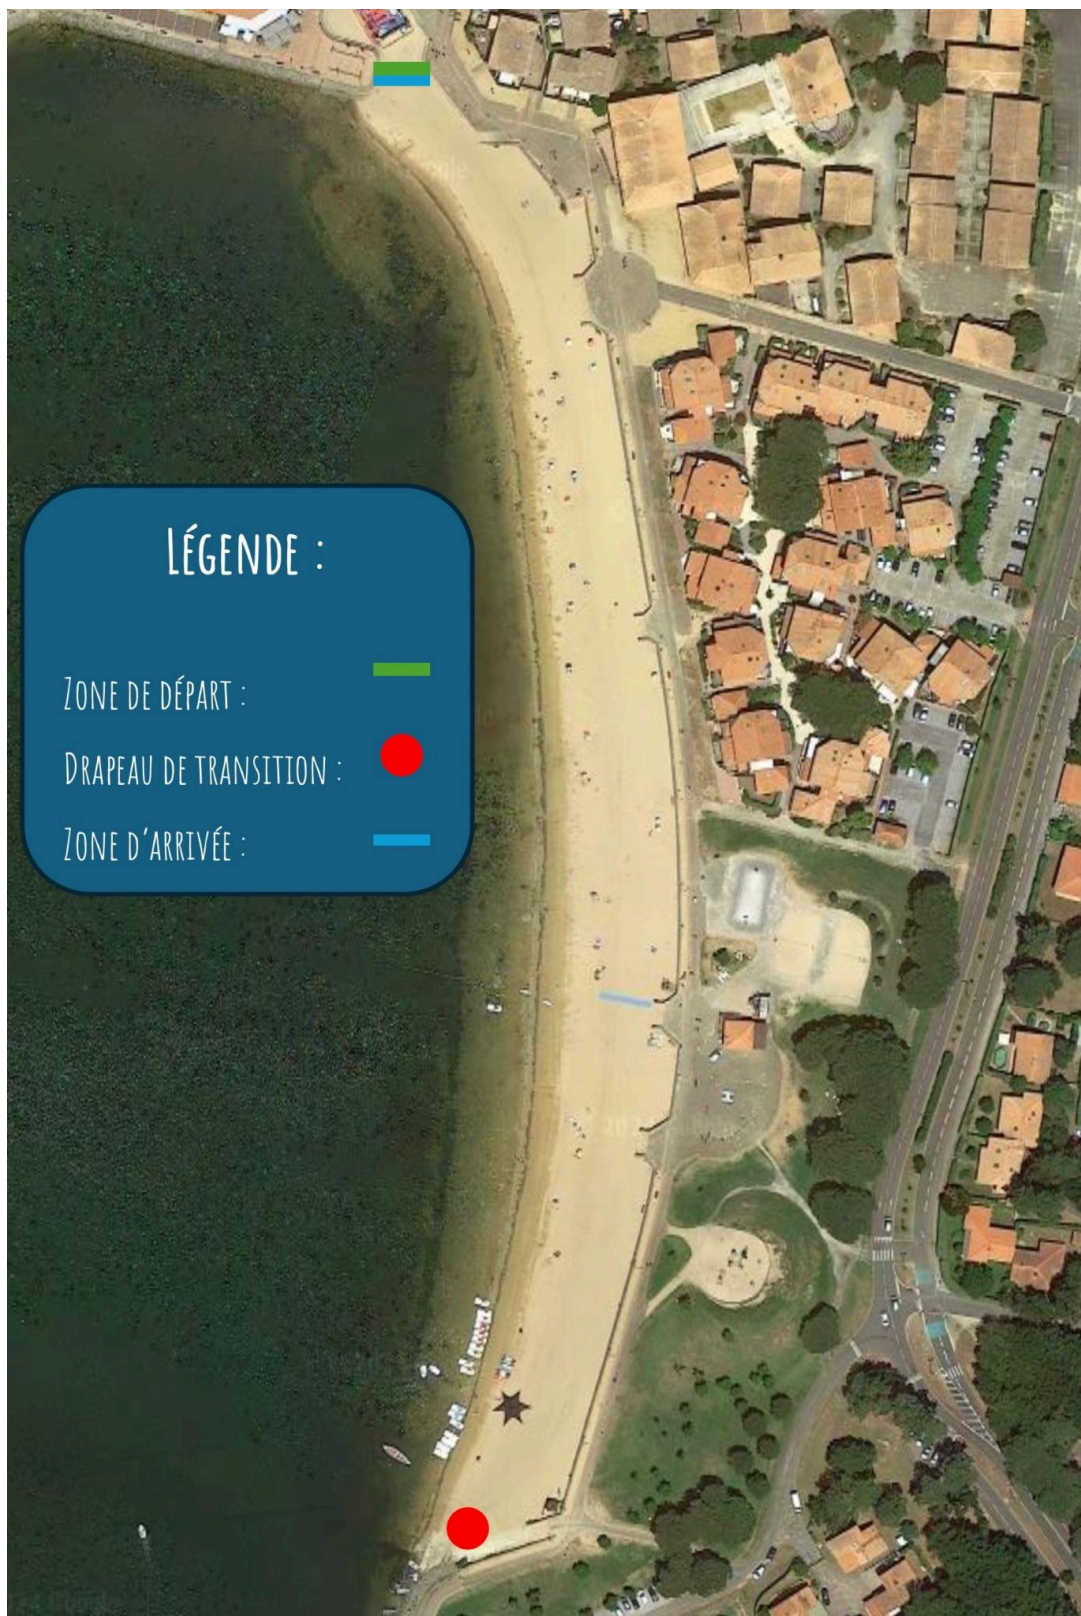 LÉGENDE :
ZONE DE DÉPART :
DRAPEAU DE TRANSITION :
ZONE D'ARRIVÉE :